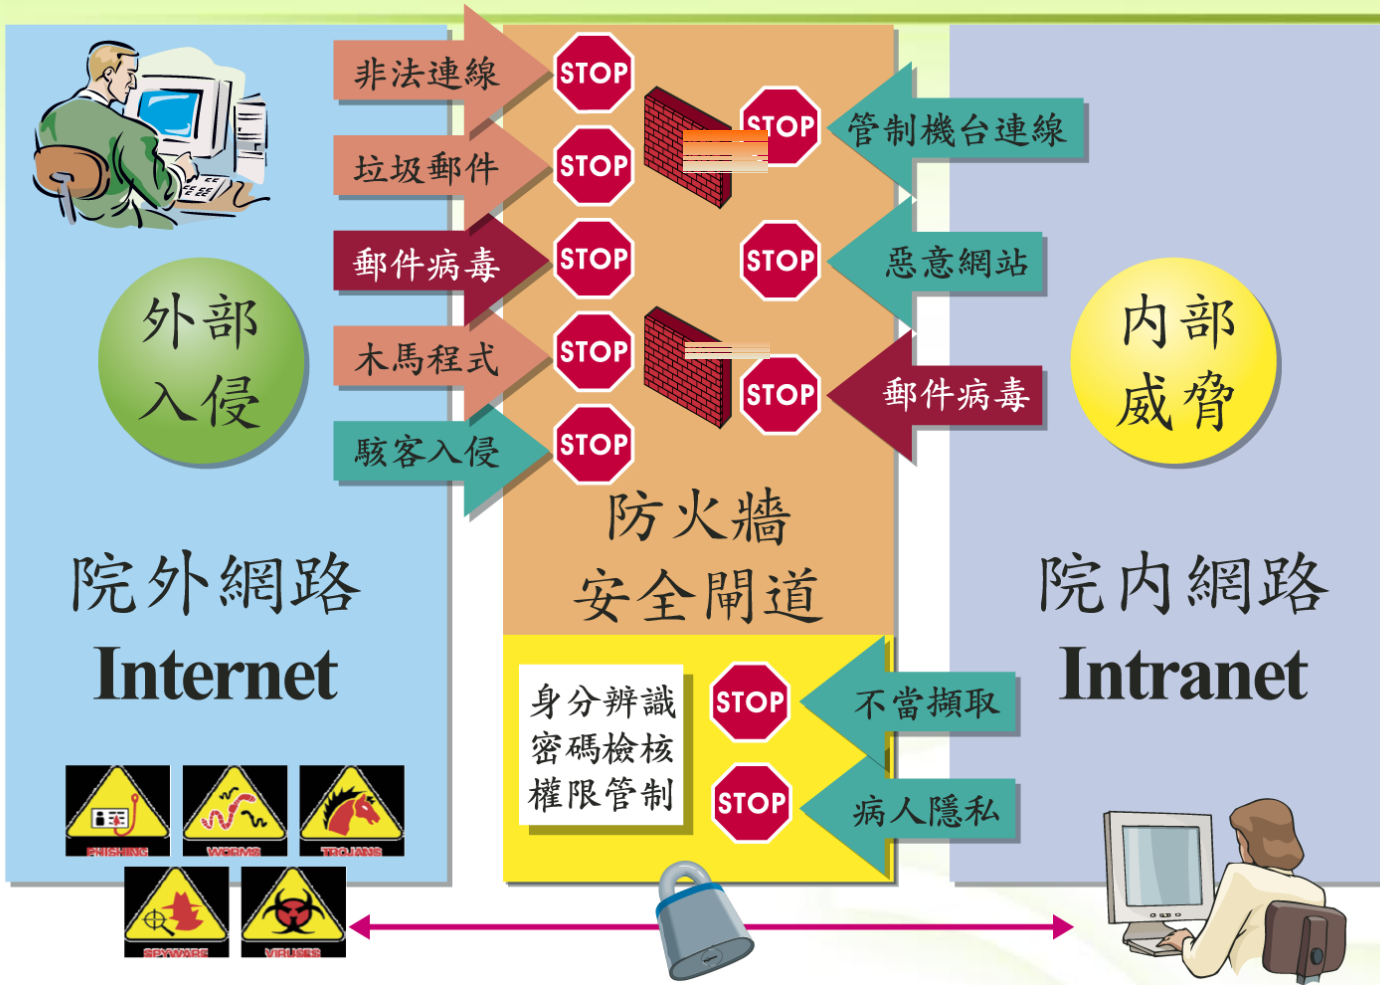 非法連線
STOP
垃圾郵件
STOP
郵件病毒
STOP
木馬程式
STOP
駭客入侵
STOP
外部
入侵
院外網路
Internet
PHISHING
WORMS
TROJANS
SPYWARE
VIRUSES
STOP
管制機台連線
STOP
惡意網站
STOP
郵件病毒
防火牆
安全閘道
身分辨識
密碼檢核
權限管制
STOP
不當擷取
STOP
病人隱私
內部
威脅
院內網路
Intranet